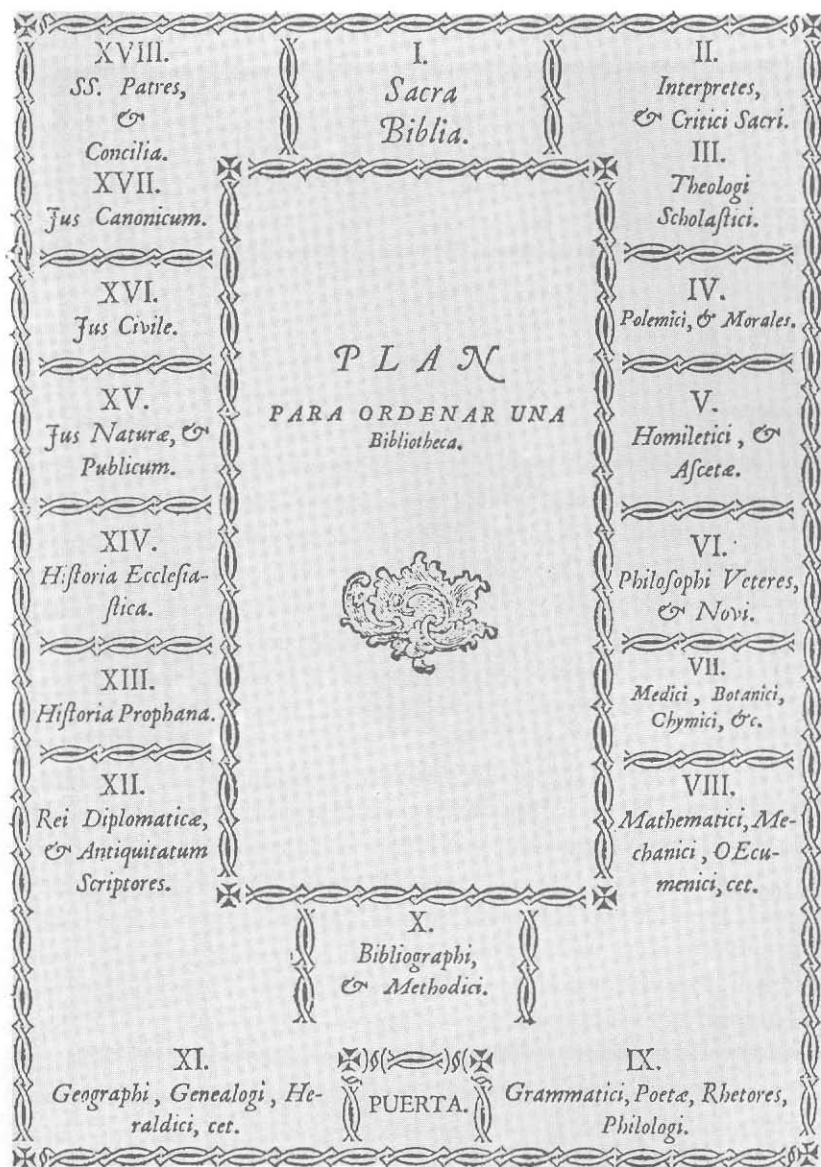 XVIII.
SS. Patres,
&
Concilia.
XVII.
Jus Canonicum.
I.
Sacra
Biblia.
II.
Interpretes,
& Critici Sacri.
III.
Theologi
Scholaſtici.
XVI.
Jus Civile.
IV.
Polemici, & Morales.
XV.
Jus Naturæ, &
Publicum.
PLAN
PARA ORDENAR UNA
Bibliotheca.
V.
Homiletici, &
Aſcetæ.
XIV.
Hiſtoria Eccleſia-
ſtica.
VI.
Philoſophi Veteres,
& Novi.
XIII.
Hiſtoria Prophana.
VII.
Medici, Botanici,
Chymici, &c.
XII.
Rei Diplomaticæ,
& Antiquitatum
Scriptores.
VIII.
Mathematici, Me-
chanici, OEcu-
menici, cet.
X.
Bibliographi,
& Methodici.
XI.
Geographi, Genealogi, He-
raldici, cet.
PUERTA.
IX.
Grammatici, Poetæ, Rhetores,
Philologi.